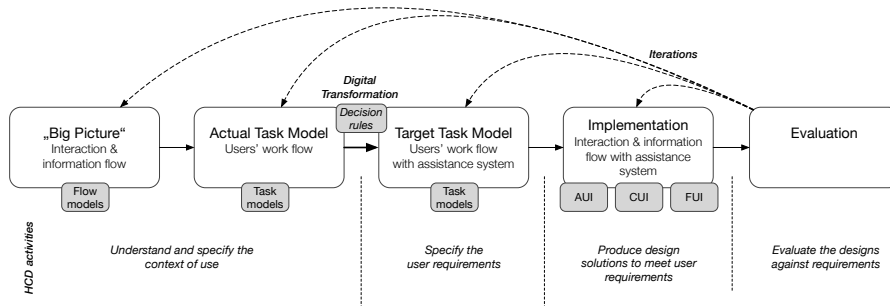 Iterations
Digital
Transformation
Decision
rules
„Big Picture“
Interaction &
information flow
Flow
models
Actual Task Model
Users' work flow
Task
models
Target Task Model
Users' work flow
with assistance system
Task
models
Implementation
Interaction & information
flow with assistance
system
AUI
CUI
FUI
Evaluation
HCD activities
Understand and specify the
context of use
Specify the
user requirements
Produce design
solutions to meet user
requirements
Evaluate the designs
against requirements